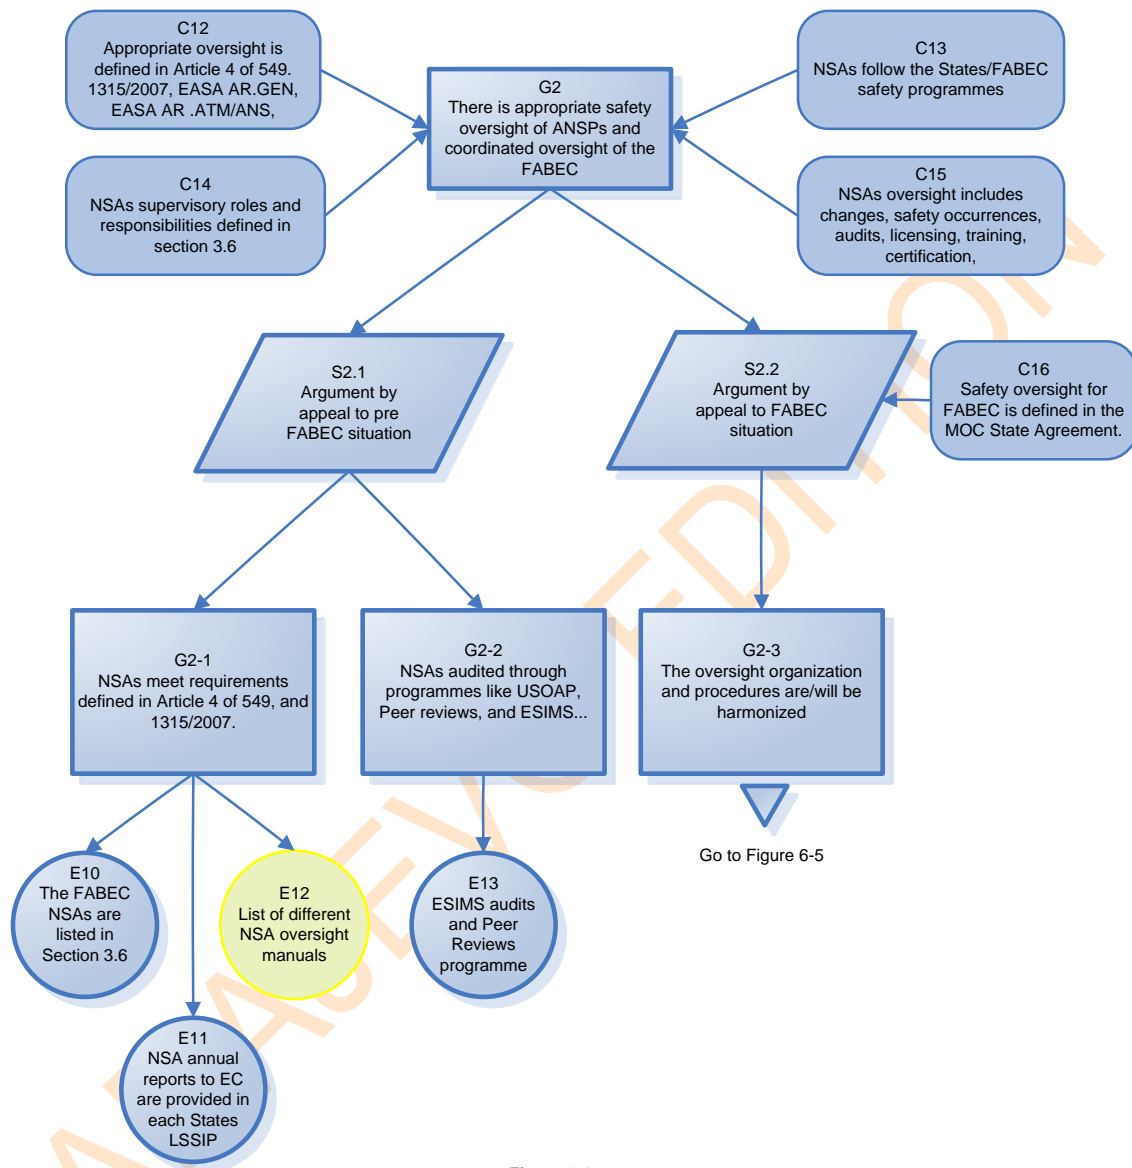 C12
Appropriate oversight is
defined in Article 4 of 549.
1315/2007, EASA AR.GEN,
EASA AR .ATM/ANS,
G2
There is appropriate safety
oversight of ANSPs and
coordinated oversight of the
FABEC
C13
NSAs follow the States/FABEC
safety programmes
C14
NSAs supervisory roles and
responsibilities defined in
section 3.6
C15
NSAs oversight includes
changes, safety occurrences,
audits, licensing, training,
certification,
S2.1
Argument by
appeal to pre
FABEC situation
S2.2
Argument by
appeal to FABEC
situation
C16
Safety oversight for
FABEC is defined in the
MOC State Agreement.
G2-1
NSAs meet requirements
defined in Article 4 of 549, and
1315/2007.
G2-2
NSAs audited through
programmes like USOAP,
Peer reviews, and ESIMS...
G2-3
The oversight organization
and procedures are/will be
harmonized
Go to Figure 6-5
E10
The FABEC
NSAs are
listed in
Section 3.6
E12
List of different
NSA oversight
manuals
E13
ESIMS audits
and Peer
Reviews
programme
E11
NSA annual
reports to EC
are provided in
each States
LSSIP